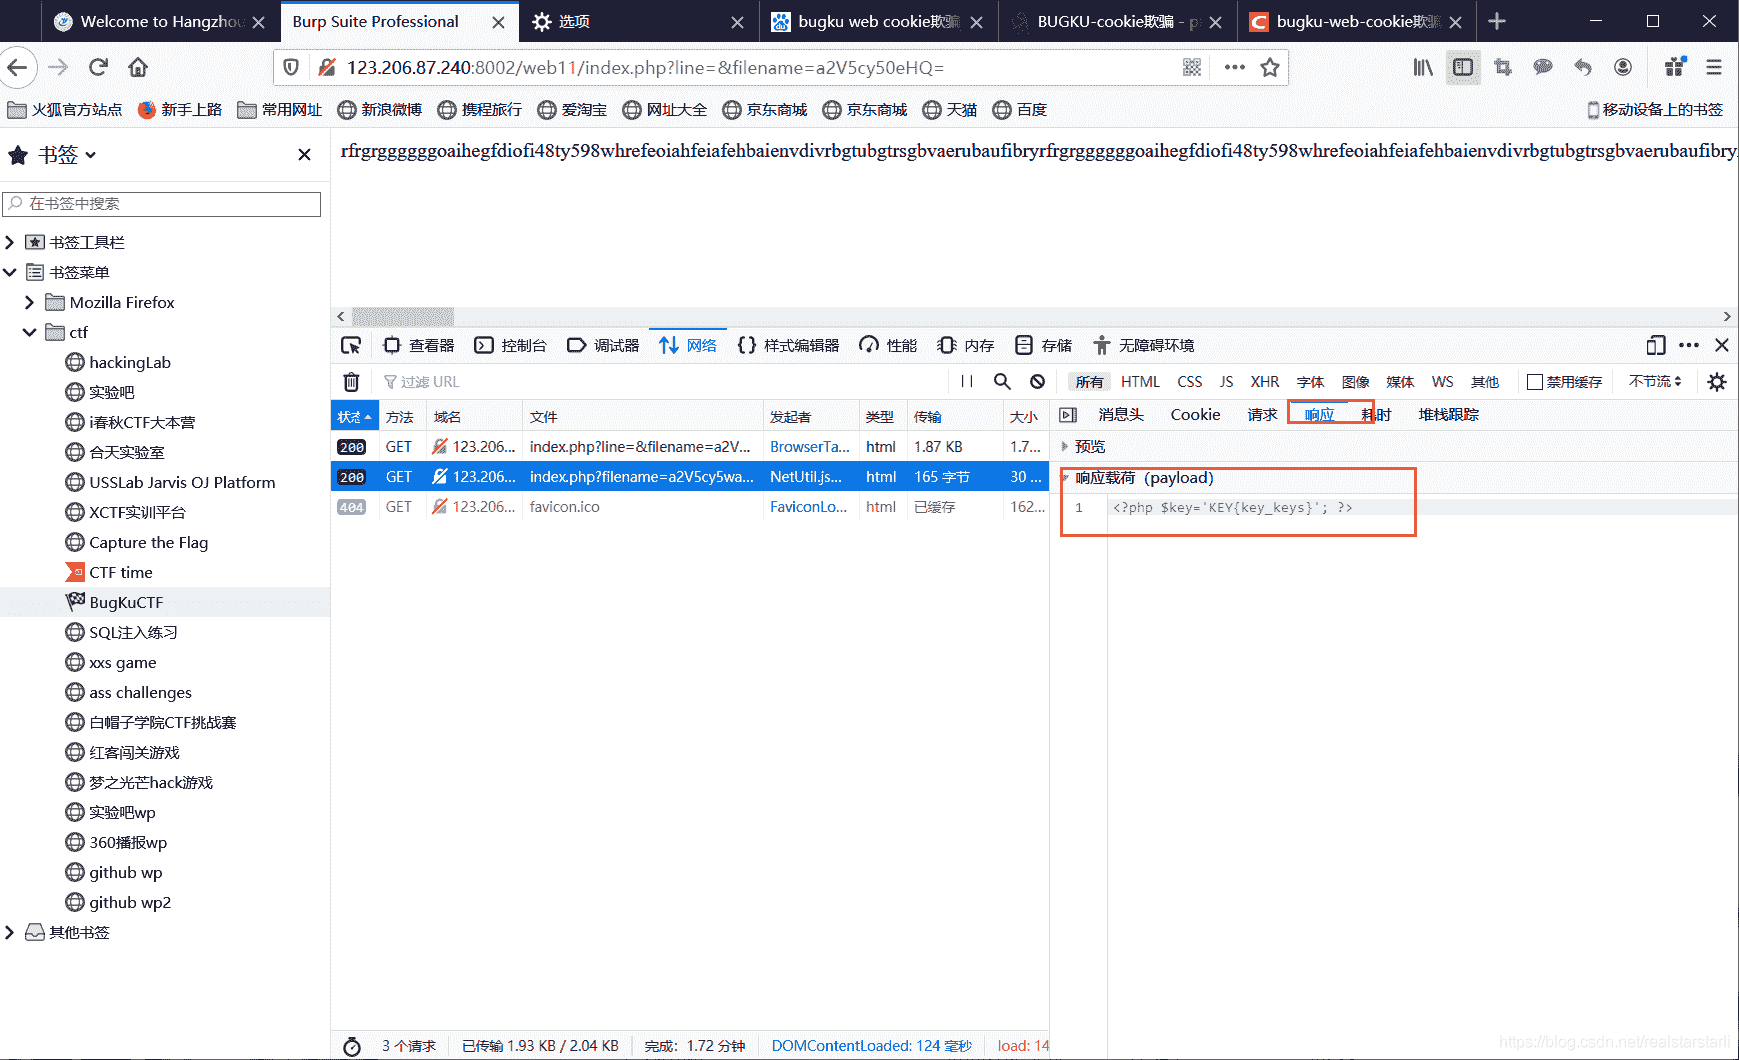 Welcome to Hangzhou
Burp Suite Professional
选项
bugku web cookie欺骗
BUGKU-cookie欺骗 - p
bugku-web-cookie欺骗
123.206.87.240:8002/web11/index.php?line=&filename=a2V5cy50eHQ=
火狐官方站点
新手上路
常用网址
新浪微博
携程旅行
爱淘宝
网址大全
京东商城
京东商城
天猫
百度
移动设备上的书签
书签
在书签中搜索
书签工具栏
书签菜单
Mozilla Firefox
ctf
hackingLab
实验吧
i春秋CTF大本营
合天实验室
USSLab Jarvis OJ Platform
XCTF实训平台
Capture the Flag
CTF time
BugKuCTF
SQL注入练习
xxs game
ass challenges
白帽子学院CTF挑战赛
红客闯关游戏
梦之光芒hack游戏
实验吧wp
360播报wp
github wp
github wp2
其他书签
rfrgrggggggoaihegfdiofi48ty598whrefeoiahfeiafehbaienvdivrbgtubgtrsgbvaerubaufibryrfrgrggggggoaihegfdiofi48ty598whrefeoiahfeiafehbaienvdivrbgtubgtrsgbvaerubaufibry
查看器 控制台 调试器 网络 {} 样式编辑器 性能 内存 存储 无障碍环境
过滤 URL
所有 HTML CSS JS XHR 字体 图像 媒体 WS 其他 禁用缓存 不节流
状态 方法 域名 文件 发起者 类型 传输 大小
200 GET 123.206... index.php?line=&filename=a2V... BrowserTa... html 1.87 KB 1.7...
200 GET 123.206... index.php?filename=a2V5cy5wa... NetUtil.js... html 165 字节 30 ...
404 GET 123.206... favicon.ico FaviconLo... html 已缓存 162...
消息头 Cookie 请求 响应 耗时 堆栈跟踪
预览
响应载荷 (payload)
1 <?php $key='KEY{key_keys}'; ?>
3 个请求 已传输 1.93 KB / 2.04 KB 完成：1.72 分钟 DOMContentLoaded: 124 毫秒 load: 14
https://blog.csdn.net/realstarstarli